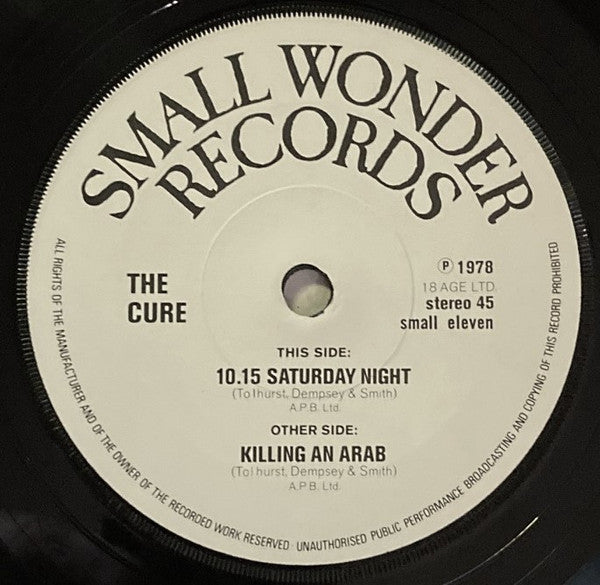 SMALL WONDER
RECORDS
THE
CURE
℗ 1978
18 AGE LTD.
stereo 45
small eleven
THIS SIDE:
10.15 SATURDAY NIGHT
(Tolhurst, Dempsey & Smith)
A.P.B. Ltd.
OTHER SIDE:
KILLING AN ARAB
(Tolhurst, Dempsey & Smith)
A.P.B. Ltd.
ALL RIGHTS OF THE MANUFACTURER AND OF THE OWNER OF THE RECORDED WORK RESERVED · UNAUTHORISED PUBLIC PERFORMANCE BROADCASTING AND COPYING OF THIS RECORD PROHIBITED